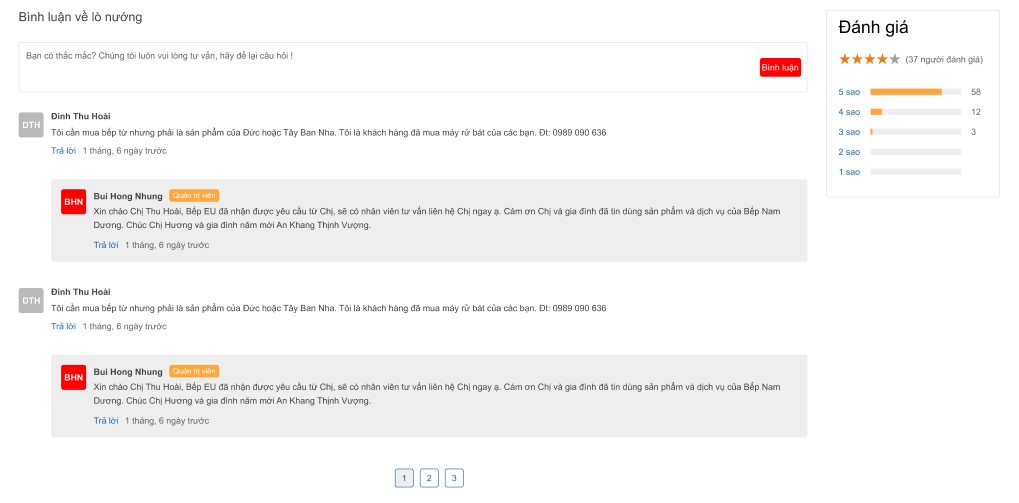 Bình luận về lò nướng
Bạn có thắc mắc? Chúng tôi luôn vui lòng tư vấn, hãy để lại câu hỏi !
Bình luận
DTH
Đinh Thu Hoài
Tôi cần mua bếp từ nhưng phải là sản phẩm của Đức hoặc Tây Ban Nha. Tôi là khách hàng đã mua máy rử bát của các bạn. Đt: 0989 090 636
Trả lời 1 tháng, 6 ngày trước
BHN
Bui Hong Nhung Quản trị viên
Xin chào Chị Thu Hoài, Bếp EU đã nhận được yêu cầu từ Chị, sẽ có nhân viên tư vấn liên hệ Chị ngay ạ. Cám ơn Chị và gia đình đã tin dùng sản phẩm và dịch vụ của Bếp Nam
Dương. Chúc Chị Hương và gia đình năm mới An Khang Thịnh Vượng.
Trả lời 1 tháng, 6 ngày trước
DTH
Đinh Thu Hoài
Tôi cần mua bếp từ nhưng phải là sản phẩm của Đức hoặc Tây Ban Nha. Tôi là khách hàng đã mua máy rử bát của các bạn. Đt: 0989 090 636
Trả lời 1 tháng, 6 ngày trước
BHN
Bui Hong Nhung Quản trị viên
Xin chào Chị Thu Hoài, Bếp EU đã nhận được yêu cầu từ Chị, sẽ có nhân viên tư vấn liên hệ Chị ngay ạ. Cám ơn Chị và gia đình đã tin dùng sản phẩm và dịch vụ của Bếp Nam
Dương. Chúc Chị Hương và gia đình năm mới An Khang Thịnh Vượng.
Trả lời 1 tháng, 6 ngày trước
1 2 3
Đánh giá
(37 người đánh giá)
5 sao 58
4 sao 12
3 sao 3
2 sao
1 sao